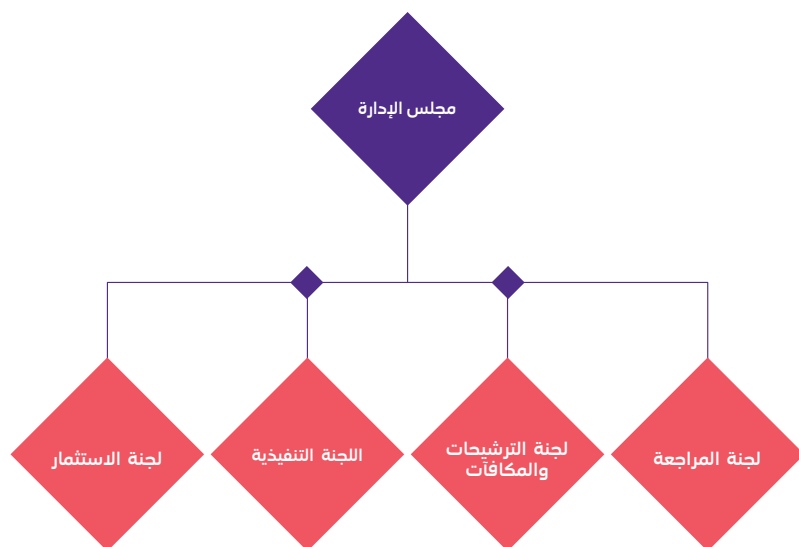 مجلس الإدارة
لجنة المراجعة
لجنة الترشيحات
والمكافآت
اللجنة التنفيذية
لجنة الاستثمار